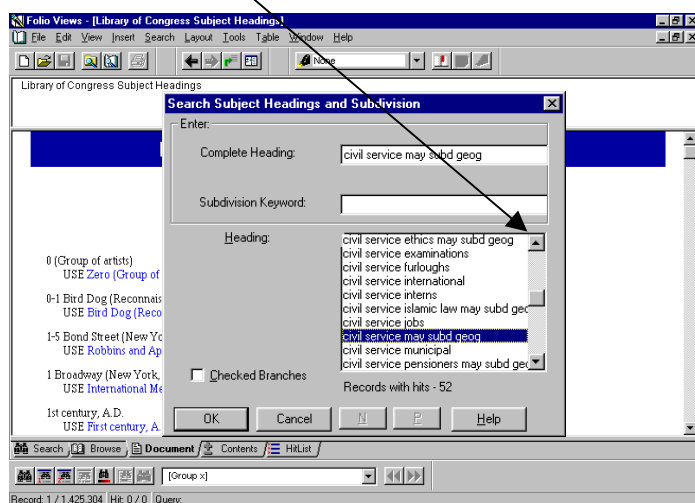 Folio Views - [Library of Congress Subject Headings]
File Edit View Insert Search Layout Tools Table Window Help
None
Library of Congress Subject Headings
Search Subject Headings and Subdivision
Enter:
Complete Heading: civil service may subd geog
Subdivision Keyword:
Heading:
civil service ethics may subd geog
civil service examinations
civil service furloughs
civil service international
civil service interns
civil service islamic law may subd geo
civil service jobs
civil service may subd geog
civil service municipal
civil service pensioners may subd geo
Checked Branches
Records with hits - 52
OK Cancel N P Help
0 (Group of artists)
USE Zero (Group of
0-1 Bird Dog (Reconnais
USE Bird Dog (Reco
1-5 Bond Street (New Yo
USE Robbins and Ap
1 Broadway (New York,
USE International Me
1st century, A.D.
USE First century, A.
Search Browse Document Contents HitList
[Group x]
Record: 1 / 1,425,304 Hit: 0 / 0 Query: